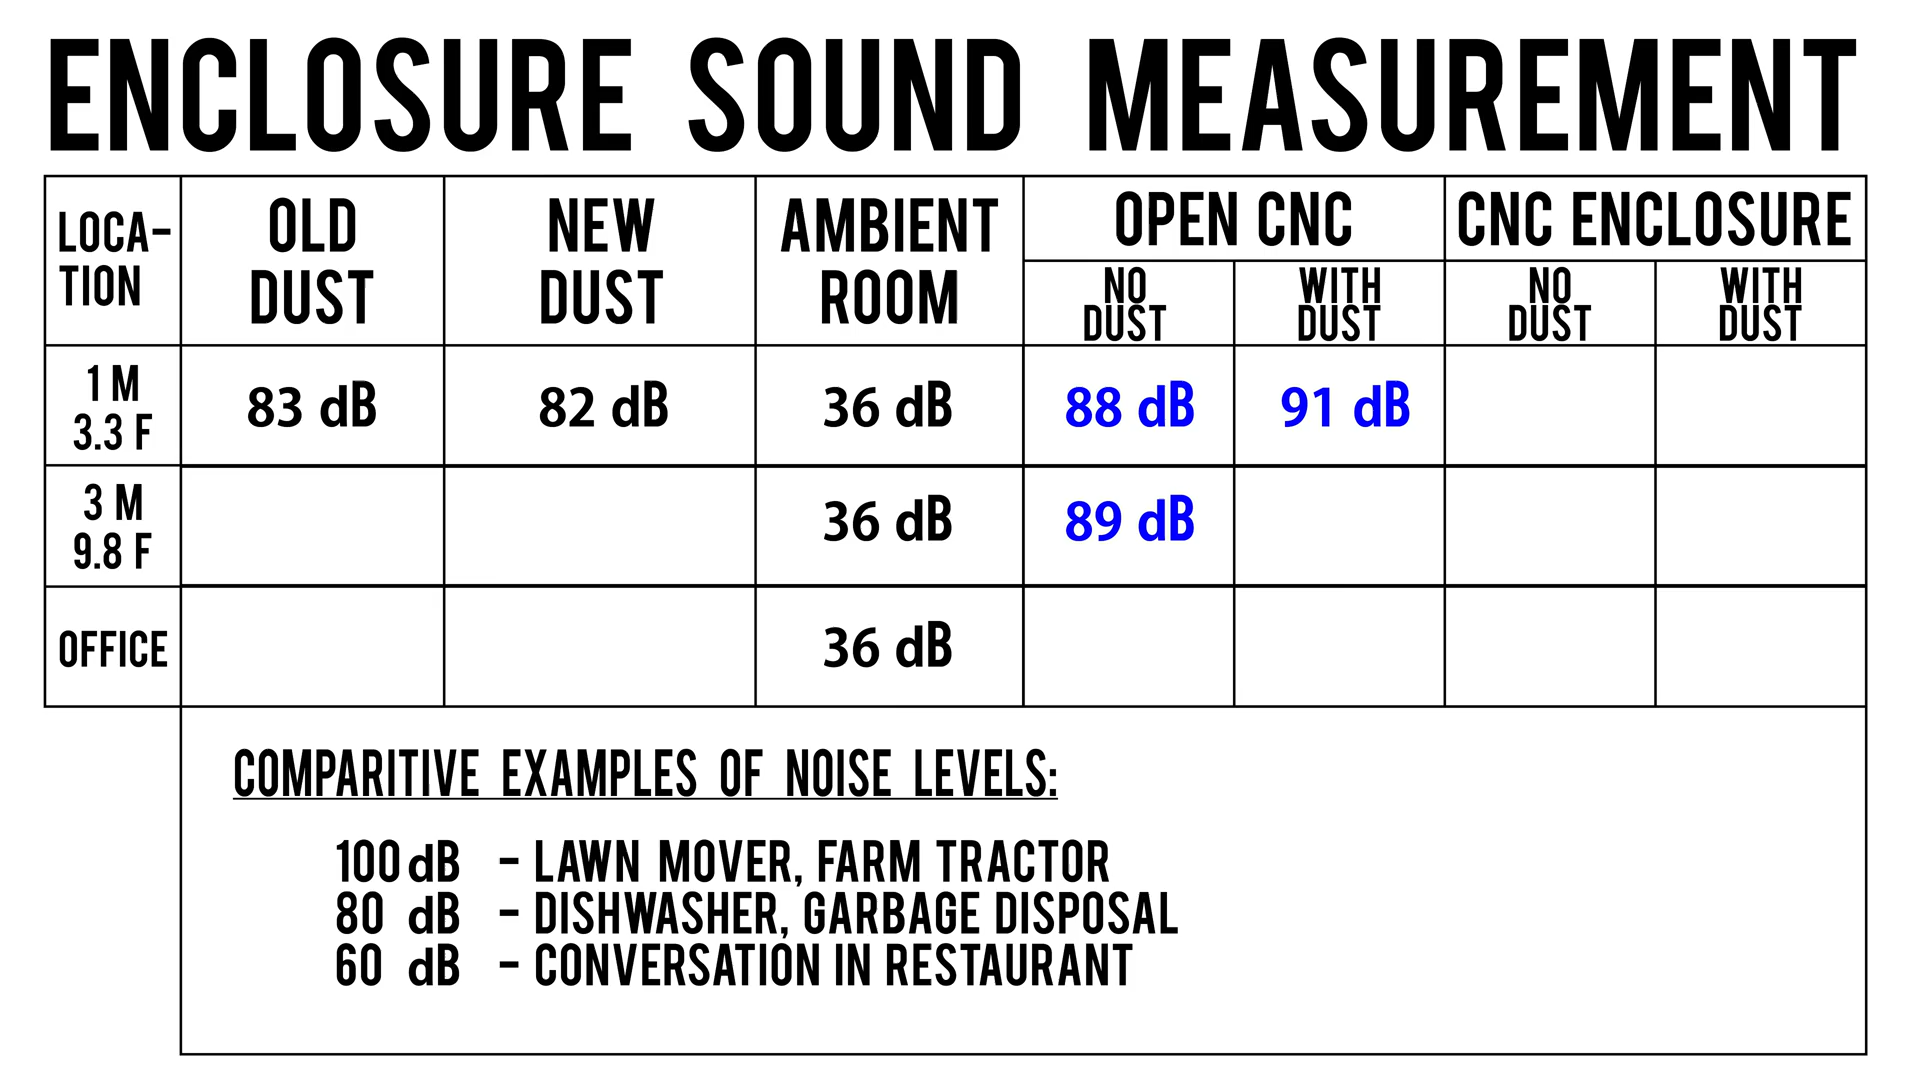 ENCLOSURE SOUND MEASUREMENT
LOCA-
TION
OLD
DUST
NEW
DUST
AMBIENT
ROOM
OPEN CNC
NO
DUST
WITH
DUST
CNC ENCLOSURE
NO
DUST
WITH
DUST
1 M
3.3 F
83 dB
82 dB
36 dB
88 dB
91 dB
3 M
9.8 F
36 dB
89 dB
OFFICE
36 dB
COMPARITIVE EXAMPLES OF NOISE LEVELS:
100 dB - LAWN MOVER, FARM TRACTOR
80 dB - DISHWASHER, GARBAGE DISPOSAL
60 dB - CONVERSATION IN RESTAURANT